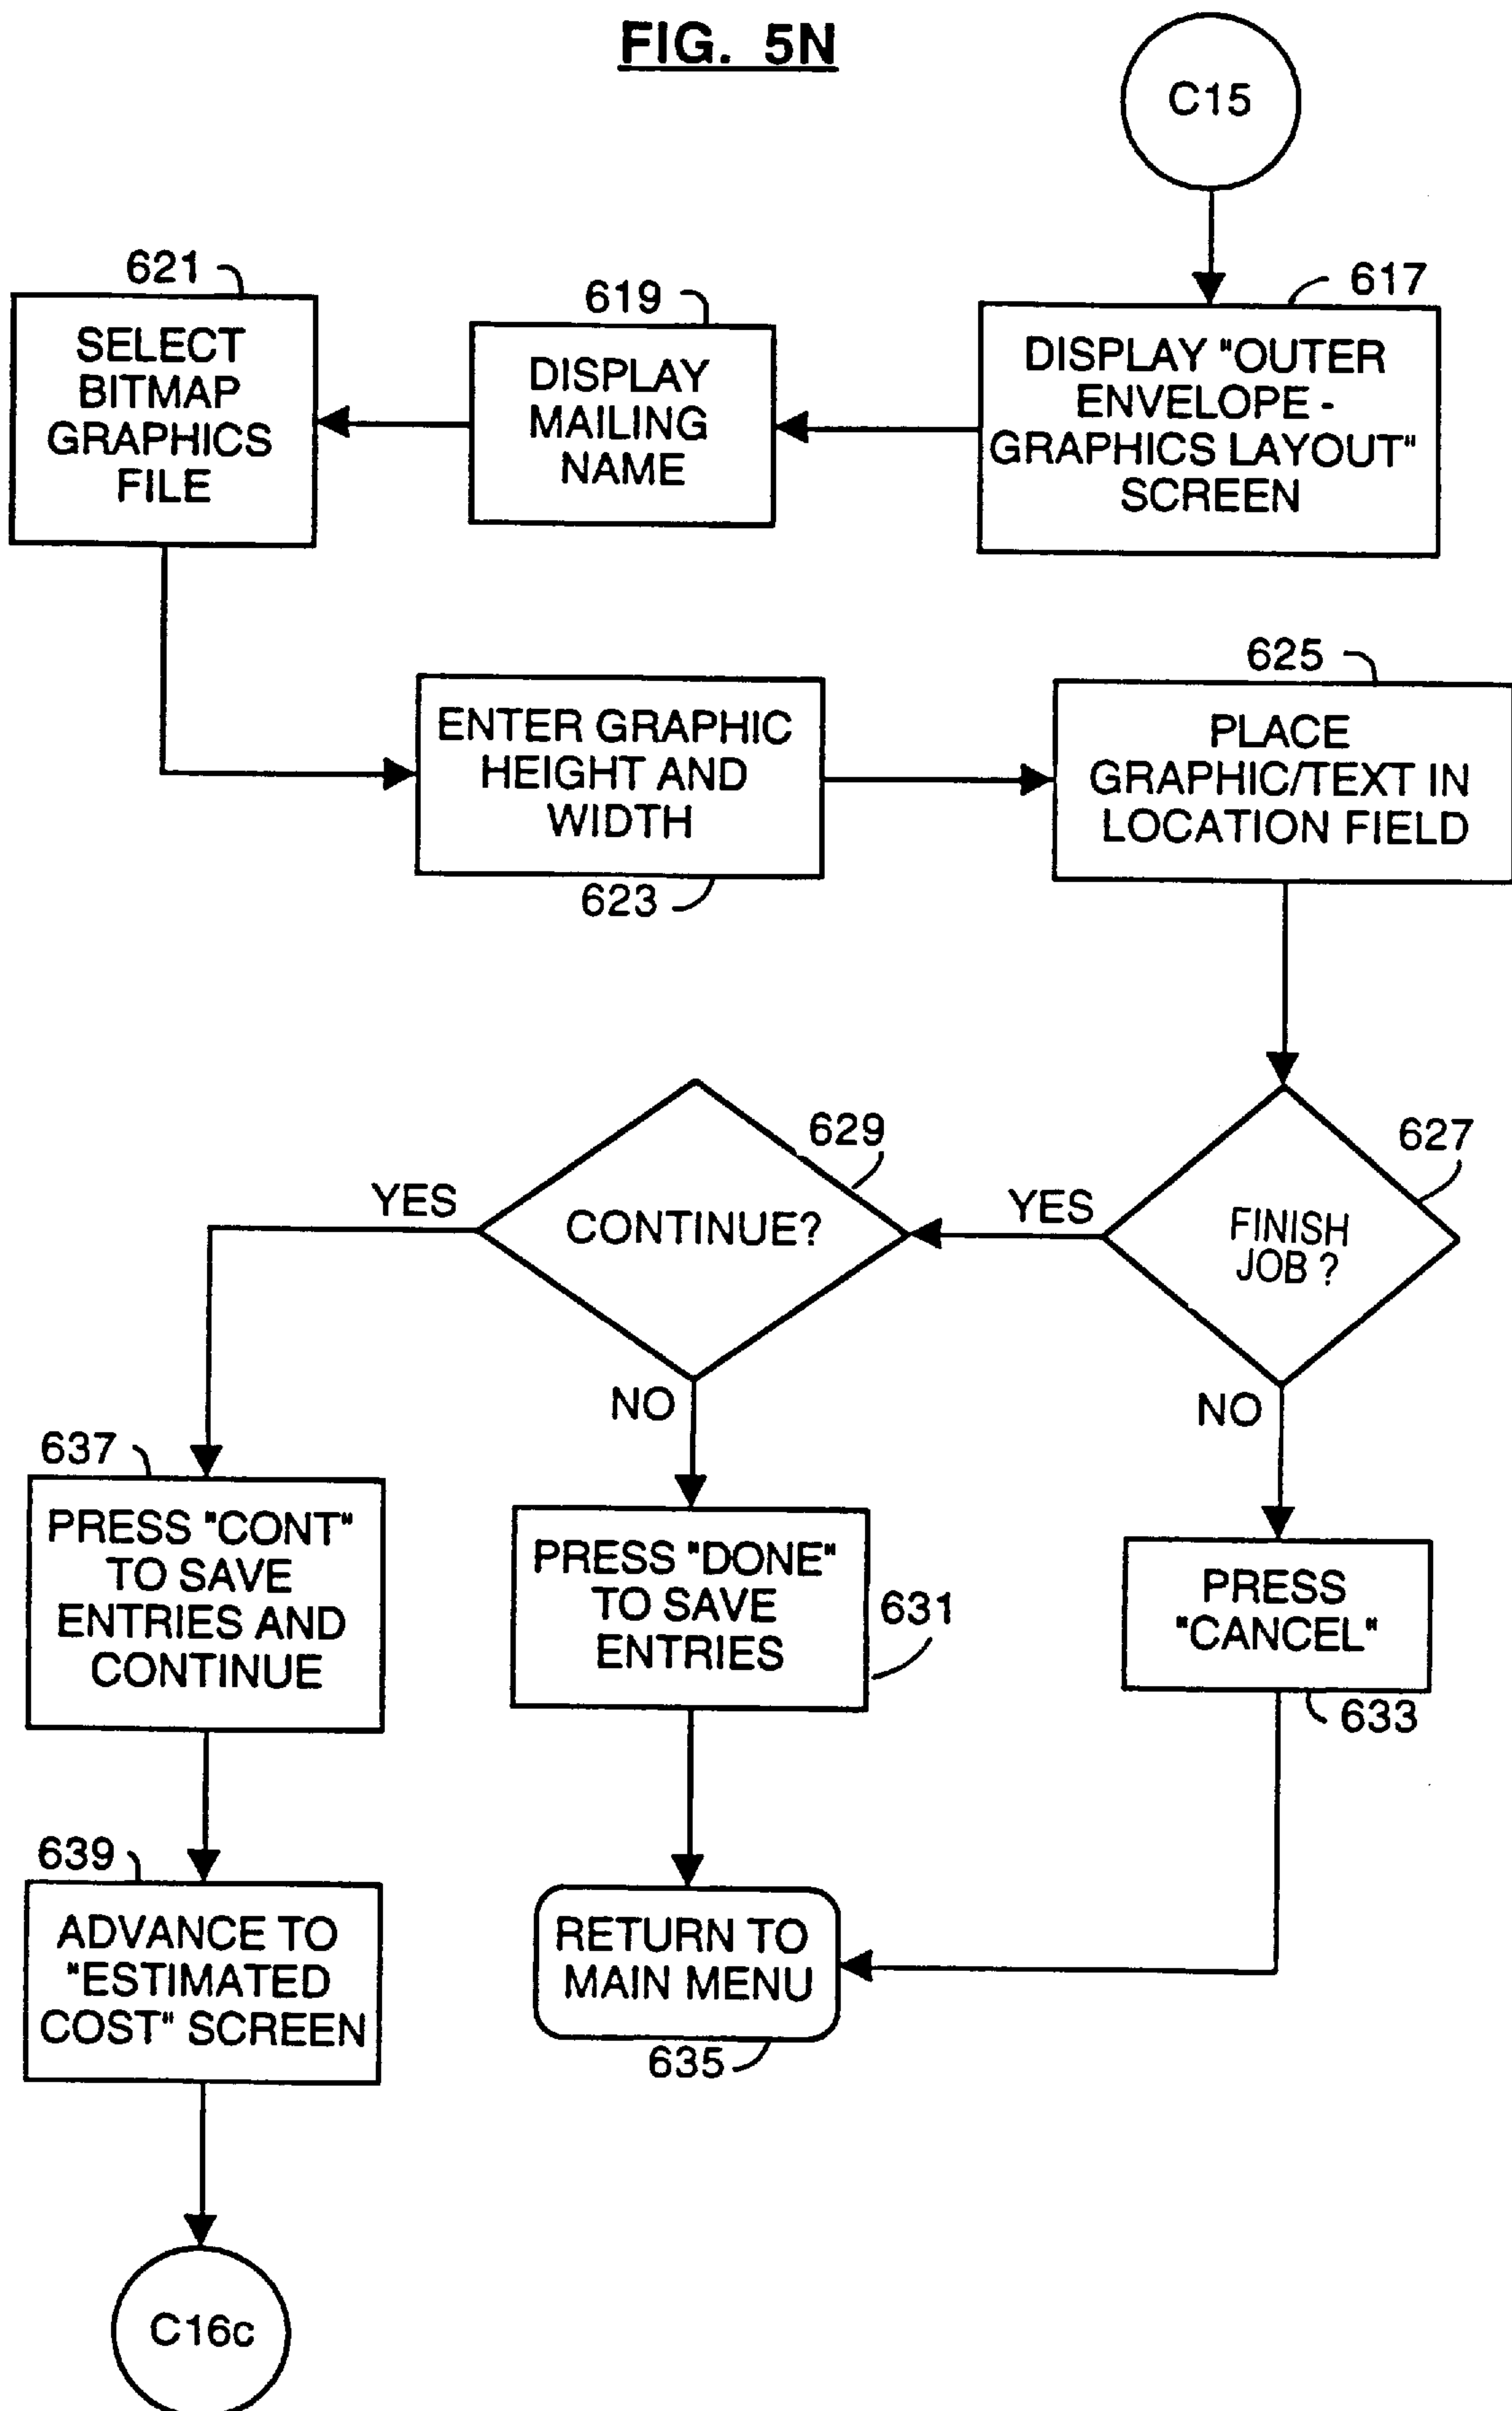 FIG. 5N
C15
617
DISPLAY "OUTER
ENVELOPE -
GRAPHICS LAYOUT"
SCREEN
619
DISPLAY
MAILING
NAME
621
SELECT
BITMAP
GRAPHICS
FILE
ENTER GRAPHIC
HEIGHT AND
WIDTH
623
625
PLACE
GRAPHIC/TEXT IN
LOCATION FIELD
627
FINISH
JOB ?
YES
NO
629
CONTINUE?
YES
NO
637
PRESS "CONT"
TO SAVE
ENTRIES AND
CONTINUE
PRESS "DONE"
TO SAVE
ENTRIES
631
PRESS
"CANCEL"
633
639
ADVANCE TO
"ESTIMATED
COST" SCREEN
RETURN TO
MAIN MENU
635
C16c